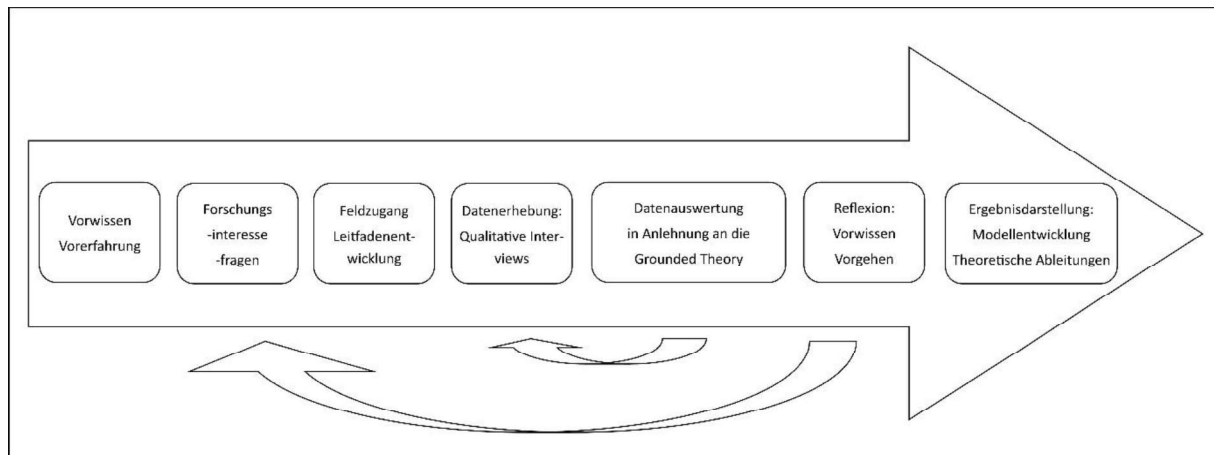 Vorwissen
Vorerfahrung
Forschungs
-interesse
-fragen
Feldzugang
Leitfadenent-
wicklung
Datenerhebung:
Qualitative Inter-
views
Datenauswertung
in Anlehnung an die
Grounded Theory
Reflexion:
Vorwissen
Vorgehen
Ergebnisdarstellung:
Modellentwicklung
Theoretische Ableitungen